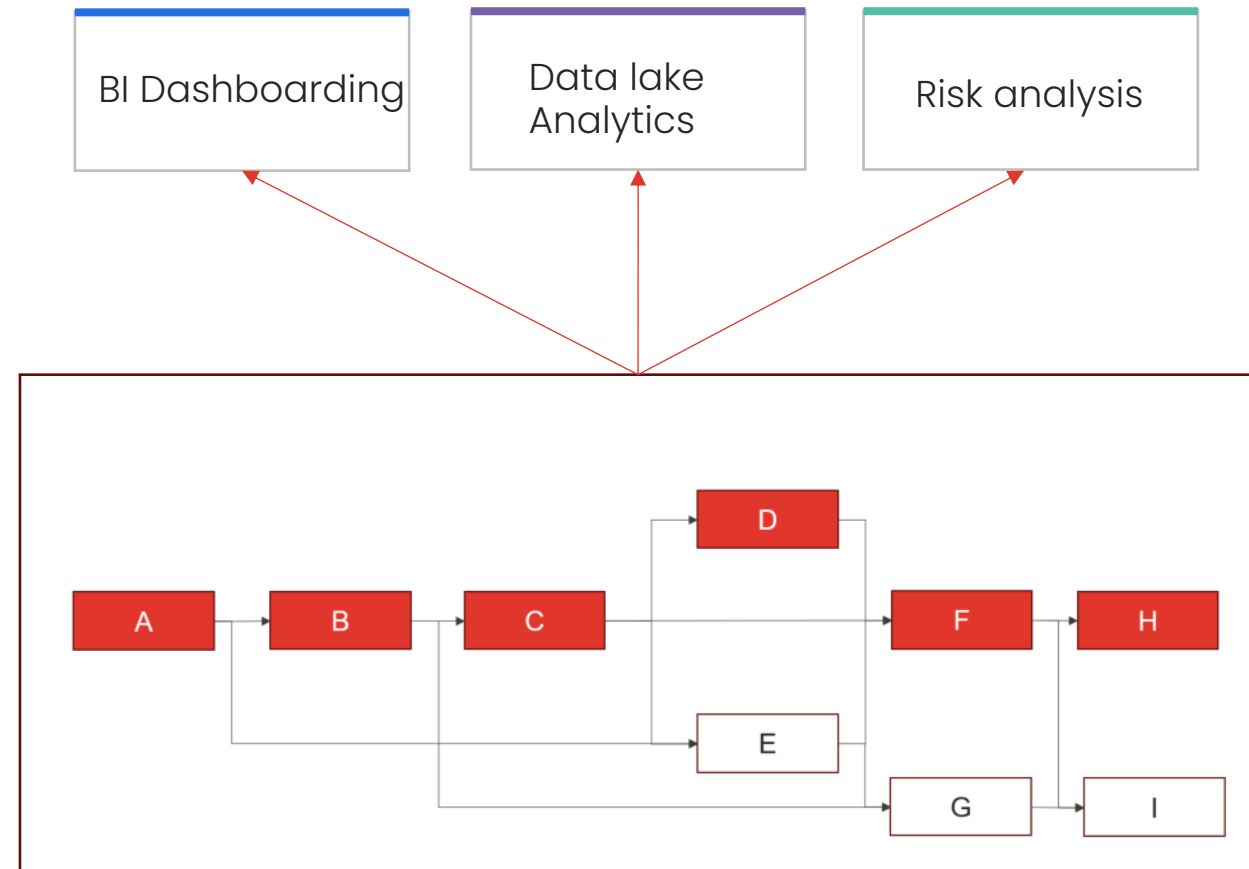 BI Dashboarding
Data lake
Analytics
Risk analysis
D
A
B
C
F
H
E
G
I